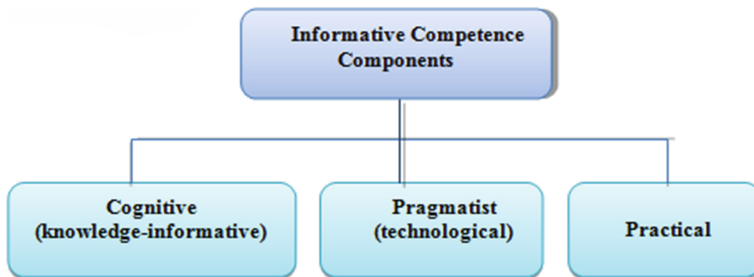 Informative Competence
Components
Cognitive
(knowledge-informative)
Pragmatist
(technological)
Practical